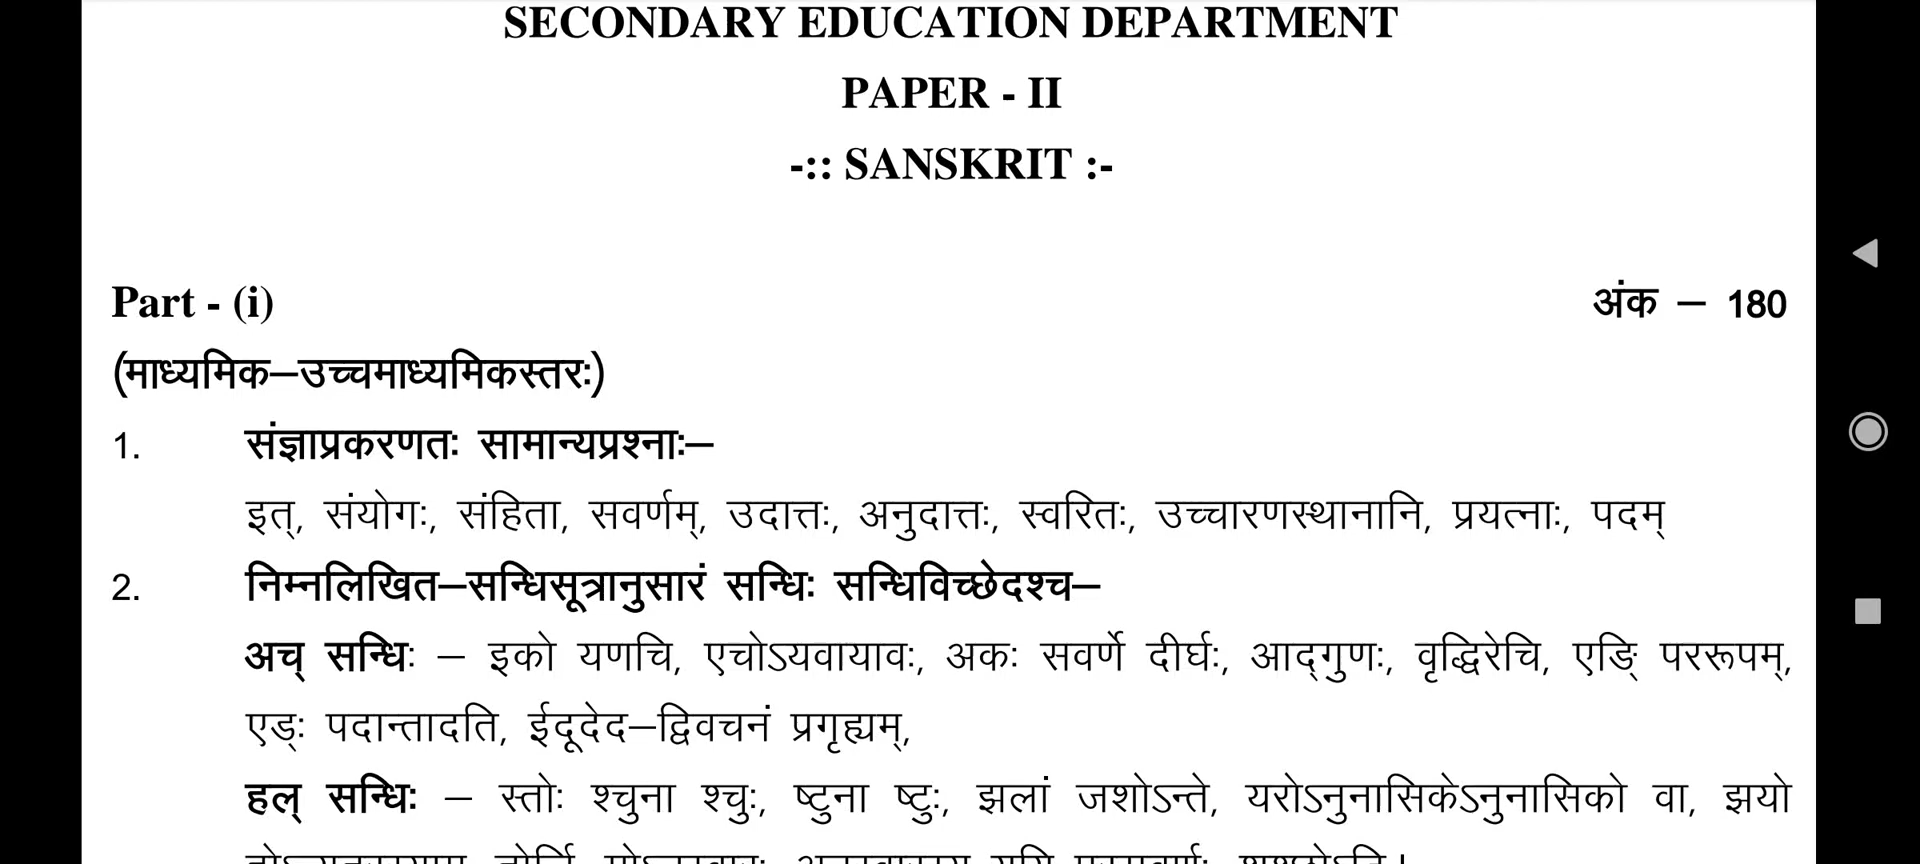 SECONDARY EDUCATION DEPARTMENT
PAPER - II
-:: SANSKRIT :-
Part - (i) अंक – 180
(माध्यमिक–उच्चमाध्यमिकस्तरः)
1. संज्ञाप्रकरणतः सामान्यप्रश्नाः–
इत्, संयोगः, संहिता, सवर्णम्, उदात्तः, अनुदात्तः, स्वरितः, उच्चारणस्थानानि, प्रयत्नाः, पदम्
2. निम्नलिखित–सन्धिसूत्रानुसारं सन्धिः सन्धिविच्छेदश्च–
अच् सन्धिः – इको यणचि, एचोऽयवायावः, अकः सवर्णे दीर्घः, आद्गुणः, वृद्धिरेचि, एङि् पररूपम्,
एड्ः पदान्तादति, ईदूदेद–द्विवचनं प्रगृह्यम्,
हल् सन्धिः – स्तोः श्चुना श्चुः, ष्टुना ष्टुः, झलां जशोऽन्ते, यरोऽनुनासिकेऽनुनासिको वा, झयो